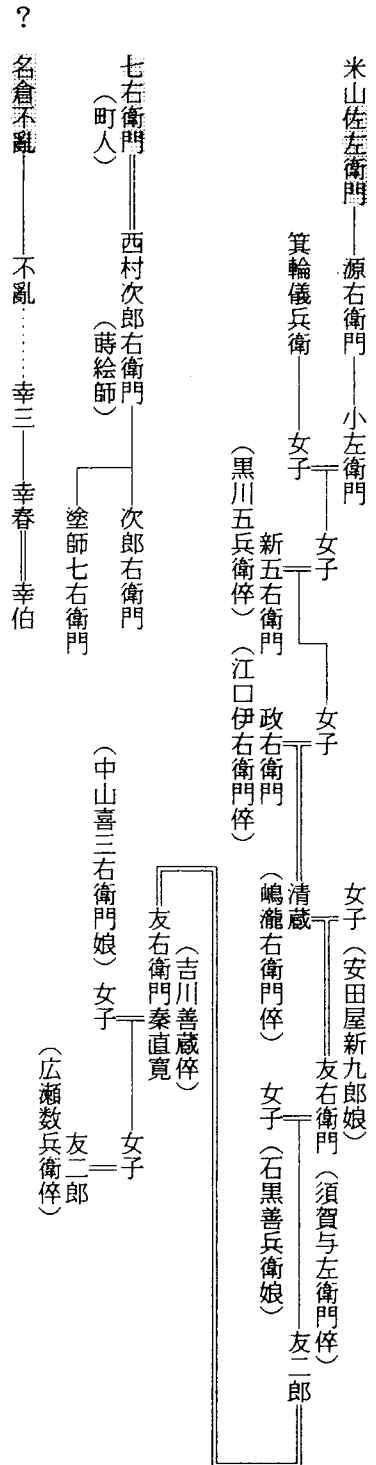 米山佐左衛門
源右衛門
小左衛門
箕輪儀兵衛
女子
女子
女子
新五右衛門
（黒川五兵衛倅）
政右衛門
（江口伊右衛門倅）
清蔵
（嶋瀧右衛門倅）
女子（安田屋新九郎娘）
友右衛門（須賀与左衛門倅）
女子（石黒善兵衛娘）
友二郎
（吉川善蔵倅）
友右衛門秦直寛
（中山喜三右衛門娘）女子
女子
友二郎
（広瀬数兵衛倅）
七右衛門
（町人）
西村次郎右衛門
（蒔絵師）
次郎右衛門
塗師七右衛門
?
名倉不亂
不亂
幸三
幸春
幸伯